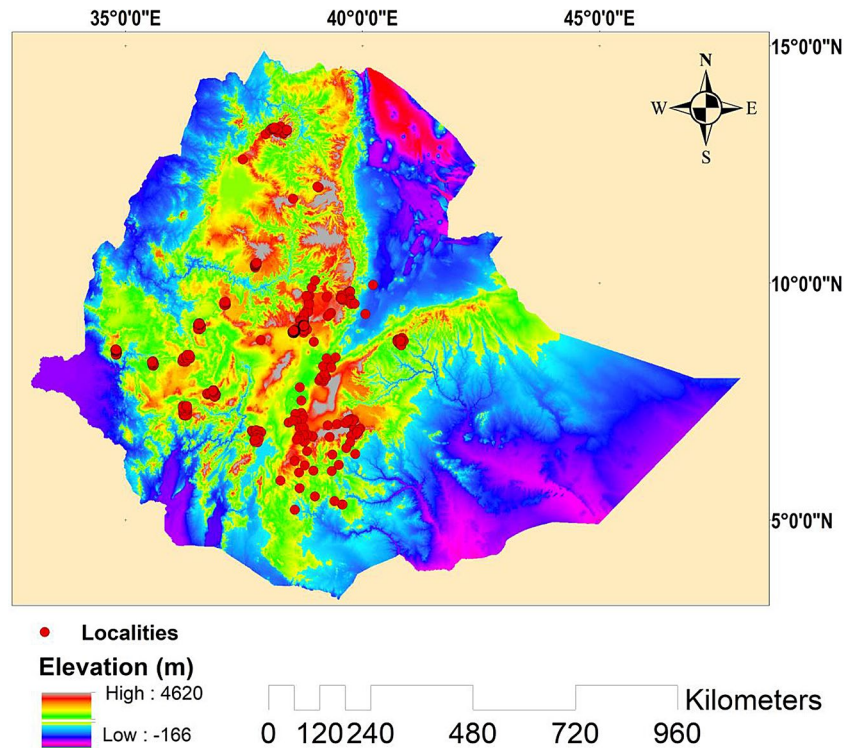 35°0'0"E 40°0'0"E 45°0'0"E
15°0'0"N
N
W E
S
10°0'0"N
5°0'0"N
Localities
Elevation (m)
High : 4620
Low : -166
Kilometers
0 120 240 480 720 960